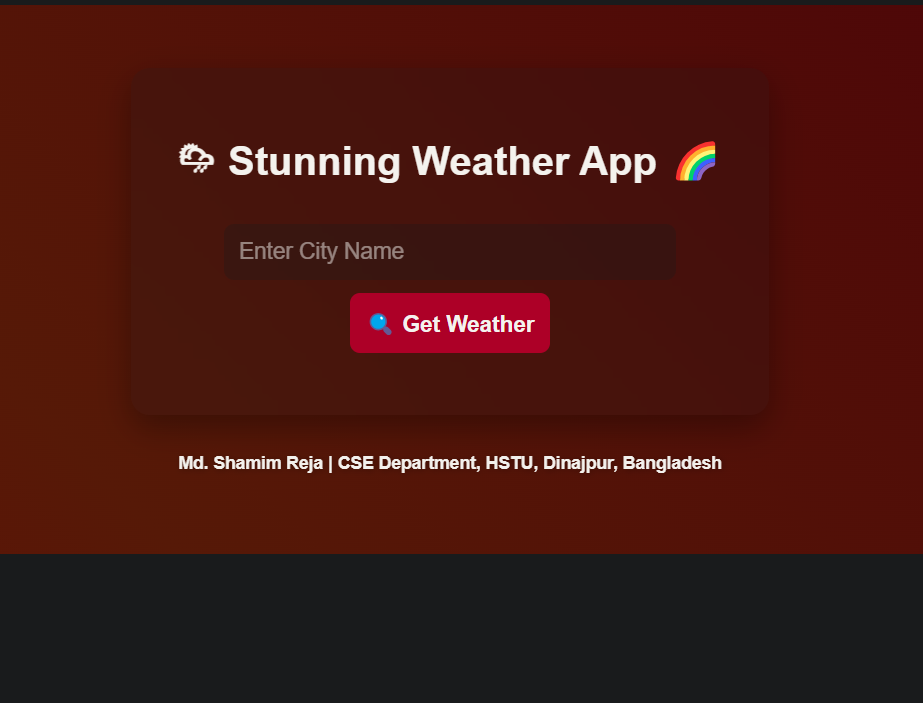 🌦 Stunning Weather App 🌈
Enter City Name
🔍 Get Weather
Md. Shamim Reja | CSE Department, HSTU, Dinajpur, Bangladesh